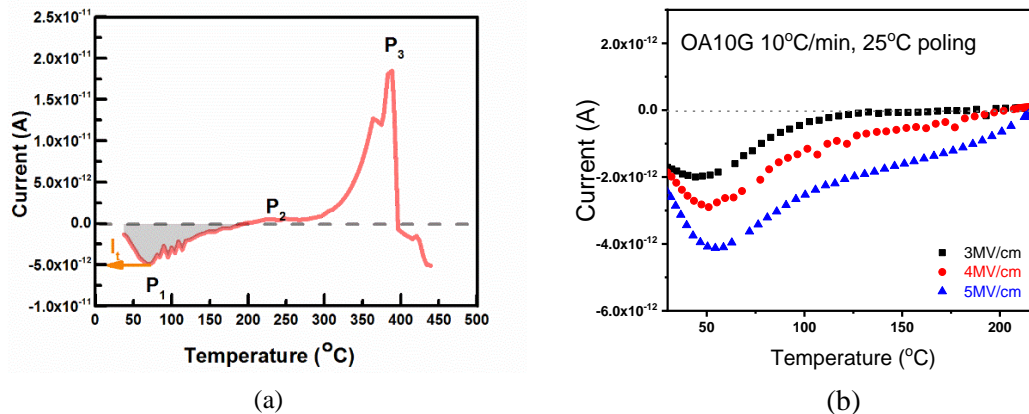 2.5x10⁻¹¹
2.0x10⁻¹¹
1.5x10⁻¹¹
1.0x10⁻¹¹
5.0x10⁻¹²
0.0
-5.0x10⁻¹²
-1.0x10⁻¹¹
Current (A)
P₁
P₂
P₃
Iₜ
0 50 100 150 200 250 300 350 400 450 500
Temperature (°C)
(a)
OA10G 10°C/min, 25°C poling
2.0x10⁻¹²
0.0
-2.0x10⁻¹²
-4.0x10⁻¹²
-6.0x10⁻¹²
Current (A)
3MV/cm
4MV/cm
5MV/cm
50 100 150 200
Temperature (°C)
(b)